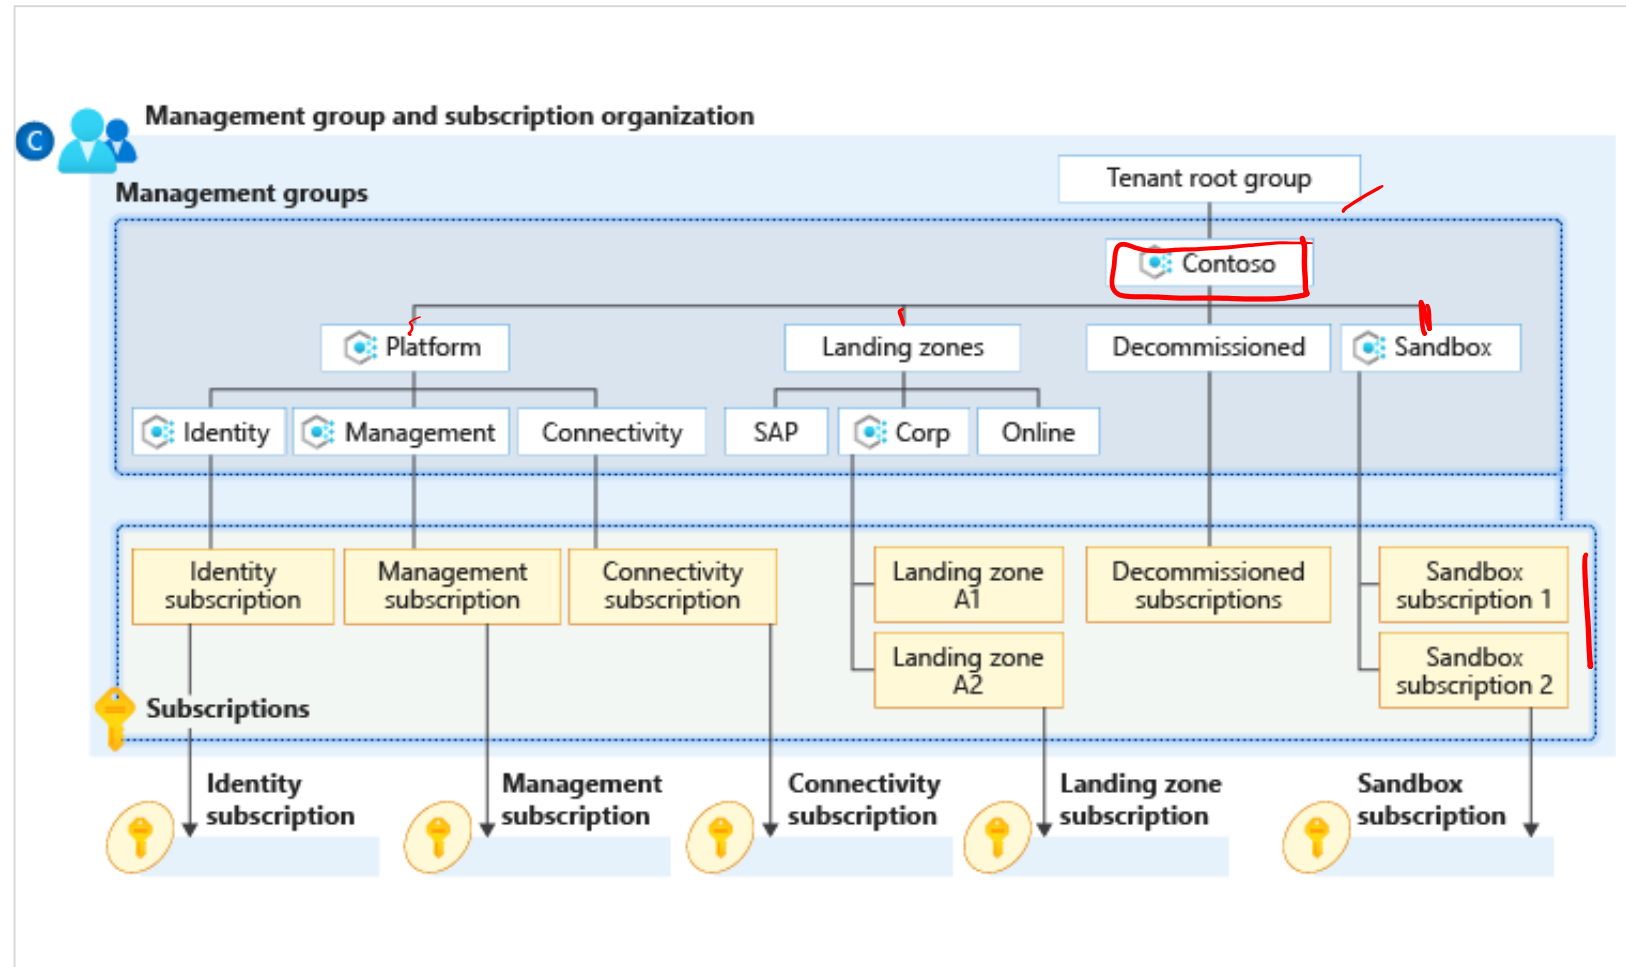 Management group and subscription organization
C
Management groups
Tenant root group
Contoso
Platform
Landing zones
Decommissioned
Sandbox
Identity
Management
Connectivity
SAP
Corp
Online
Identity
subscription
Management
subscription
Connectivity
subscription
Landing zone
A1
Decommissioned
subscriptions
Sandbox
subscription 1
Landing zone
A2
Sandbox
subscription 2
Subscriptions
Identity
subscription
Management
subscription
Connectivity
subscription
Landing zone
subscription
Sandbox
subscription